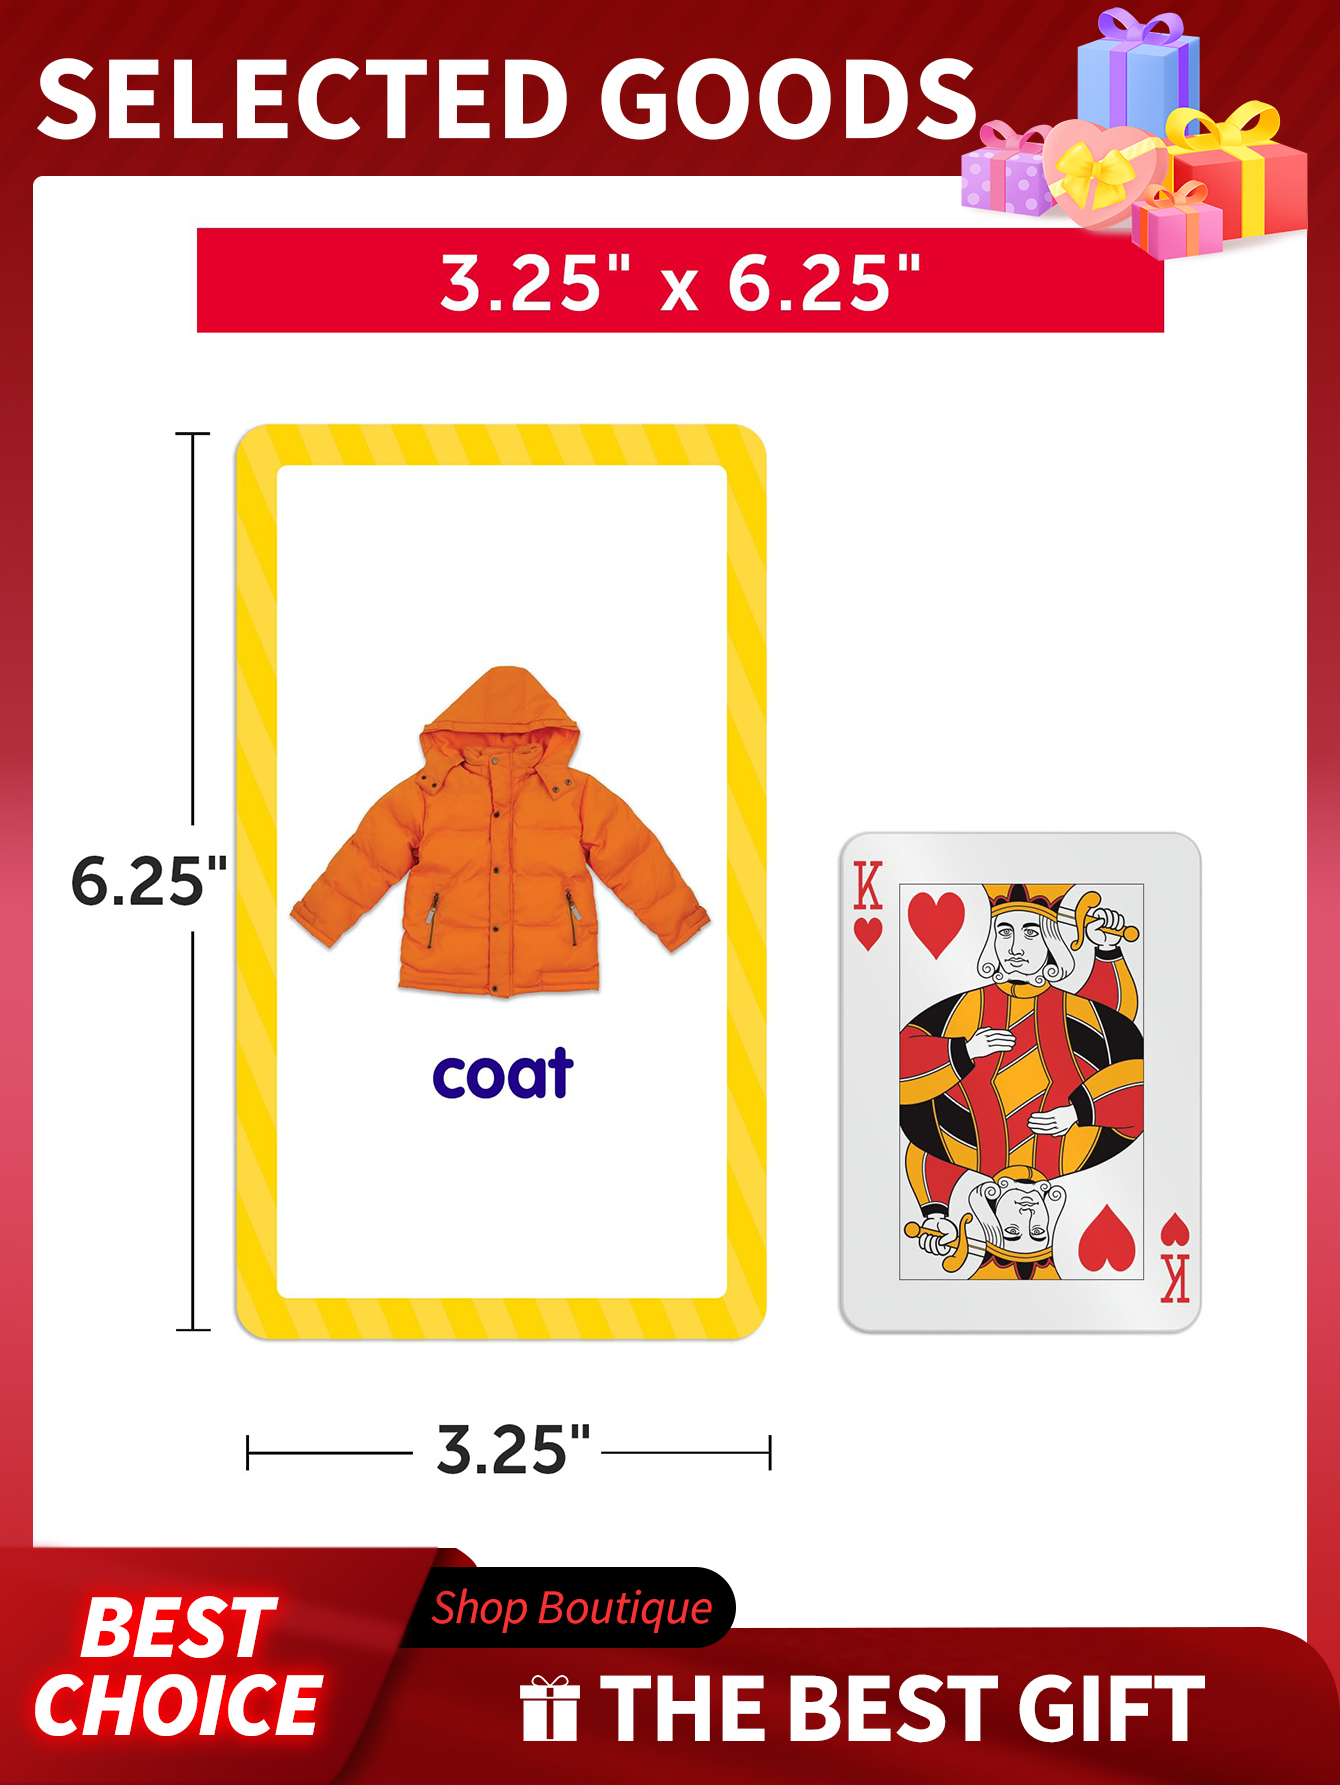 SELECTED GOODS
3.25" x 6.25"
6.25"
coat
K
K
3.25"
BEST
CHOICE
Shop Boutique
THE BEST GIFT